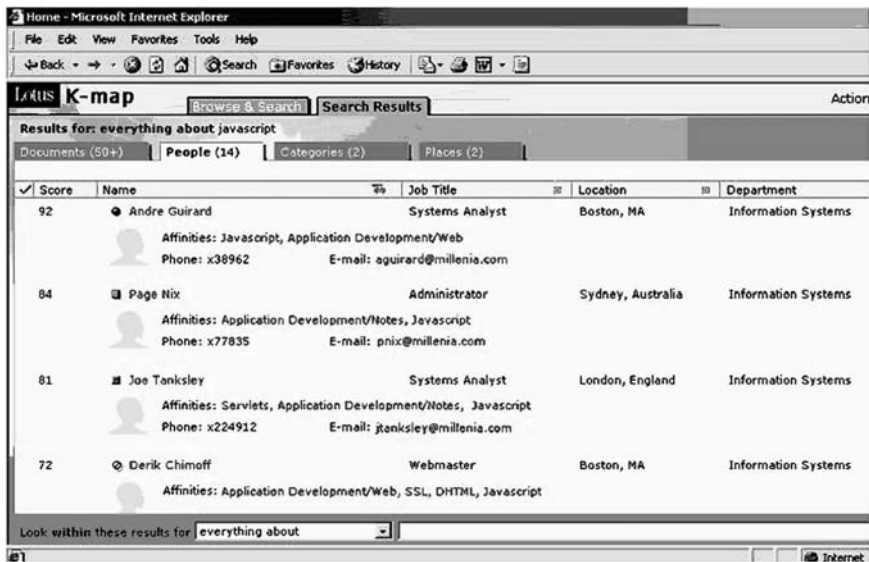 Home - Microsoft Internet Explorer
File Edit View Favorites Tools Help
Back Search Favorites History
Lotus K-map Browse & Search Search Results Action
Results for: everything about javascript
Documents (50+) People (14) Categories (2) Places (2)
Score Name Job Title Location Department
92 Andre Guirard Systems Analyst Boston, MA Information Systems
Affinities: Javascript, Application Development/Web
Phone: x38962 E-mail: aguirard@millenia.com
84 Page Nix Administrator Sydney, Australia Information Systems
Affinities: Application Development/Notes, Javascript
Phone: x77835 E-mail: pnix@millenia.com
81 Joe Tanksley Systems Analyst London, England Information Systems
Affinities: Servlets, Application Development/Notes, Javascript
Phone: x224912 E-mail: jtanksley@millenia.com
72 Derik Chimoff Webmaster Boston, MA Information Systems
Affinities: Application Development/Web, SSL, DHTML, Javascript
Look within these results for everything about
Internet